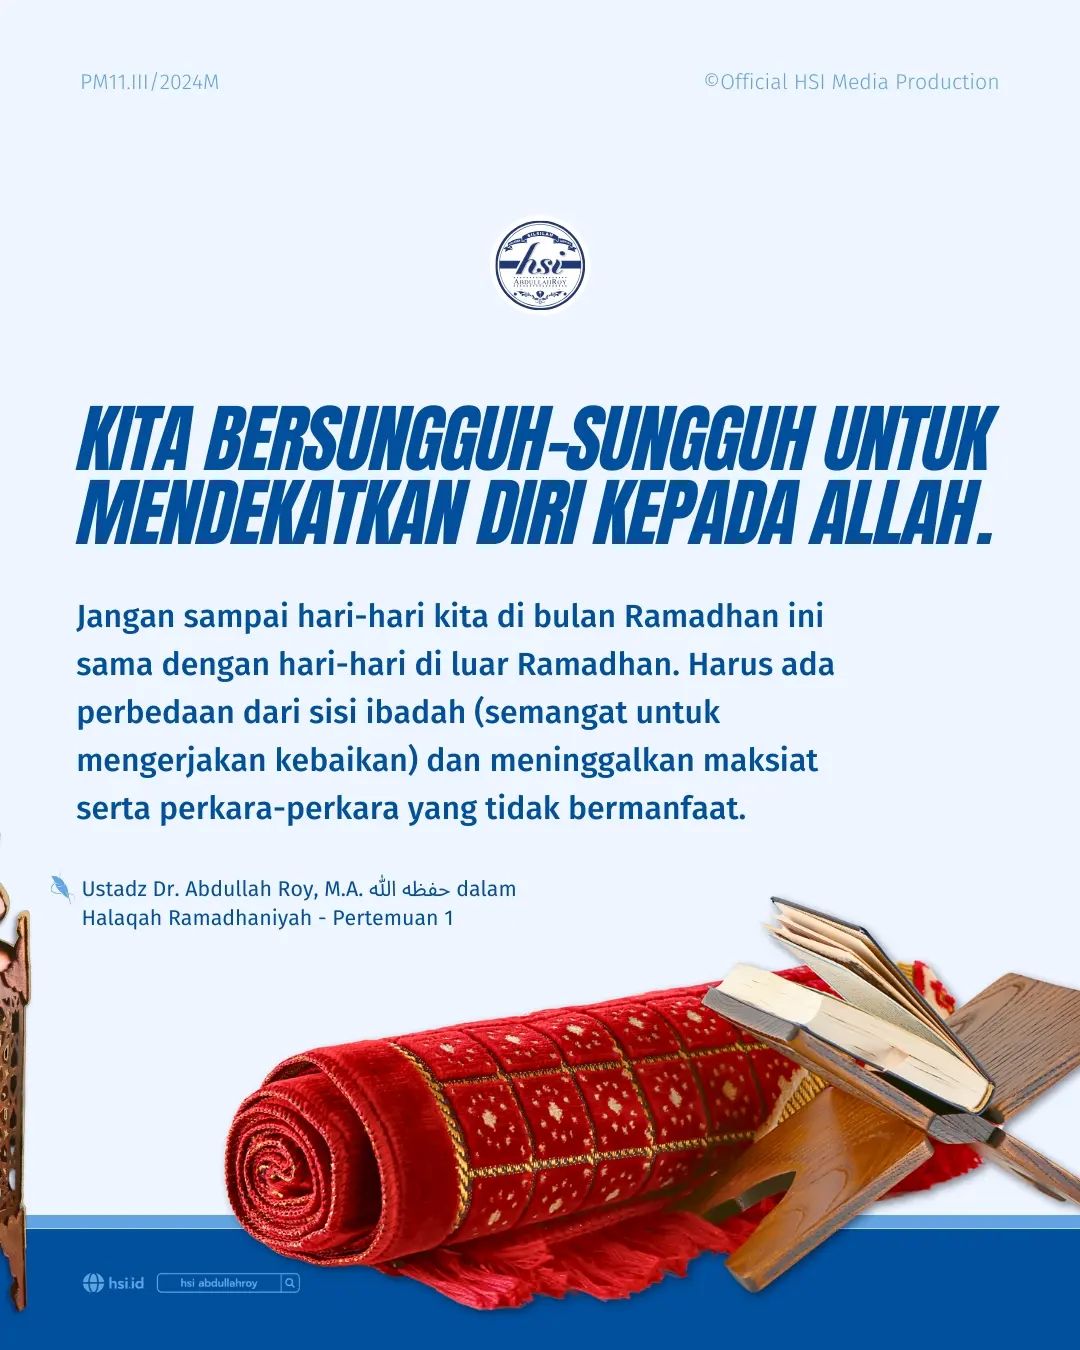 PM11.III/2024M
©Official HSI Media Production
SILSILAH
hsi
ABDULLAHROY
KITA BERSUNGGUH-SUNGGUH UNTUK
MENDEKATKAN DIRI KEPADA ALLAH.
Jangan sampai hari-hari kita di bulan Ramadhan ini
sama dengan hari-hari di luar Ramadhan. Harus ada
perbedaan dari sisi ibadah (semangat untuk
mengerjakan kebaikan) dan meninggalkan maksiat
serta perkara-perkara yang tidak bermanfaat.
Ustadz Dr. Abdullah Roy, M.A. حفظه الله dalam
Halaqah Ramadhaniyah - Pertemuan 1
hsi.id
hsi abdullahroy